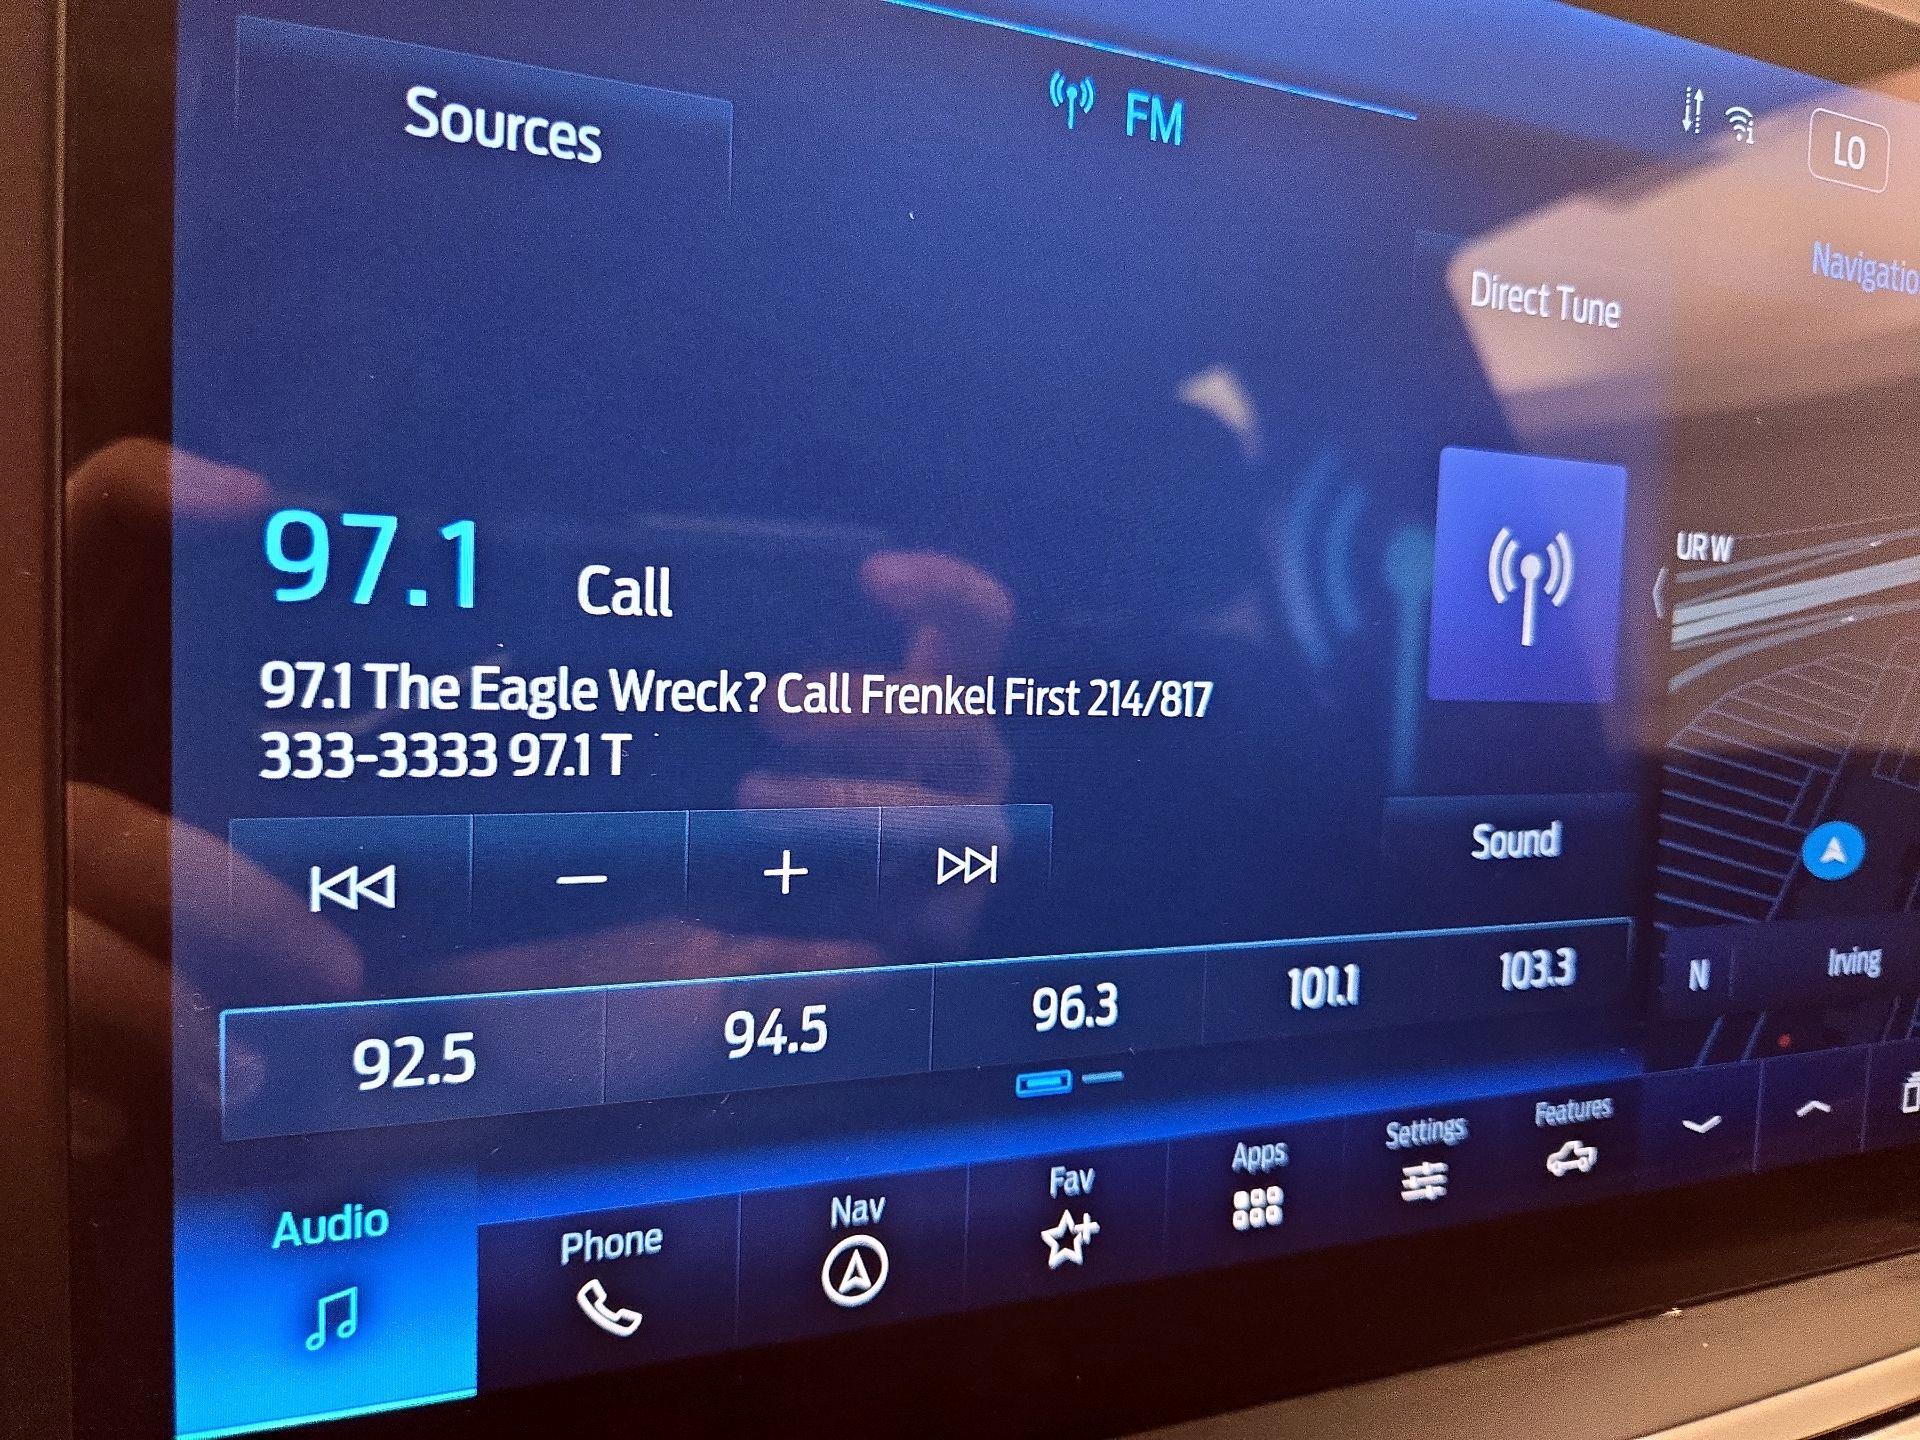 Sources
FM
LO
Direct Tune
Navigatio
97.1 Call
97.1 The Eagle Wreck? Call Frenkel First 214/817
333-3333 97.1 T
UR W
Sound
92.5 94.5 96.3 101.1 103.3
N Irving
Audio Phone Nav Fav Apps Settings Features